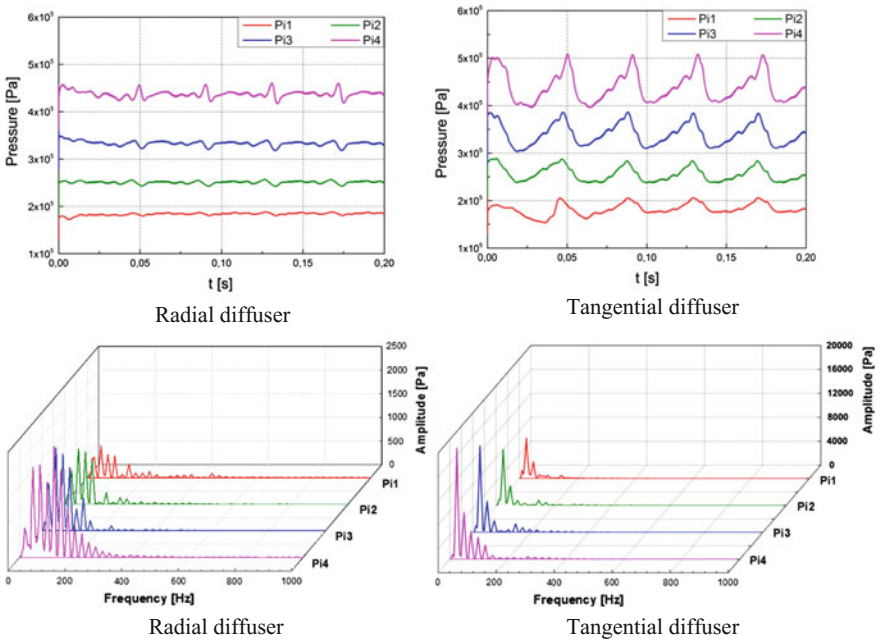 6x10⁵
5x10⁵
4x10⁵
3x10⁵
2x10⁵
1x10⁵
Pressure [Pa]
Pi1 Pi2
Pi3 Pi4
0,00 0,05 0,10 0,15 0,20
t [s]
Radial diffuser
6x10⁵
5x10⁵
4x10⁵
3x10⁵
2x10⁵
1x10⁵
Pressure [Pa]
Pi1 Pi2
Pi3 Pi4
0,00 0,05 0,10 0,15 0,20
t [s]
Tangential diffuser
2500
2000
1500
1000
500
0
Amplitude [Pa]
Pi1
Pi2
Pi3
Pi4
0 200 400 600 800 1000
Frequency [Hz]
Radial diffuser
20000
16000
12000
8000
4000
0
Amplitude [Pa]
Pi1
Pi2
Pi3
Pi4
0 200 400 600 800 1000
Frequency [Hz]
Tangential diffuser